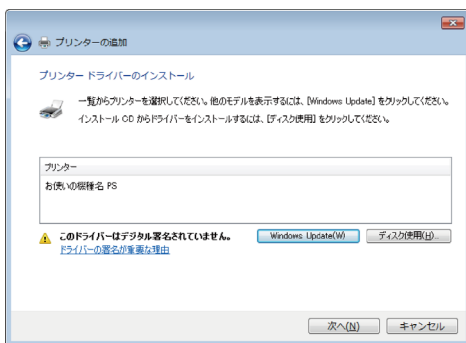 プリンターの追加
プリンター ドライバーのインストール
一覧からプリンターを選択してください。他のモデルを表示するには、[Windows Update] をクリックしてください。
インストール CD からドライバーをインストールするには、[ディスク使用] をクリックしてください。
プリンター
お使いの機種名 PS
このドライバーはデジタル署名されていません。
ドライバーの署名が重要な理由
Windows Update(W)
ディスク使用(H)...
次へ(N)
キャンセル